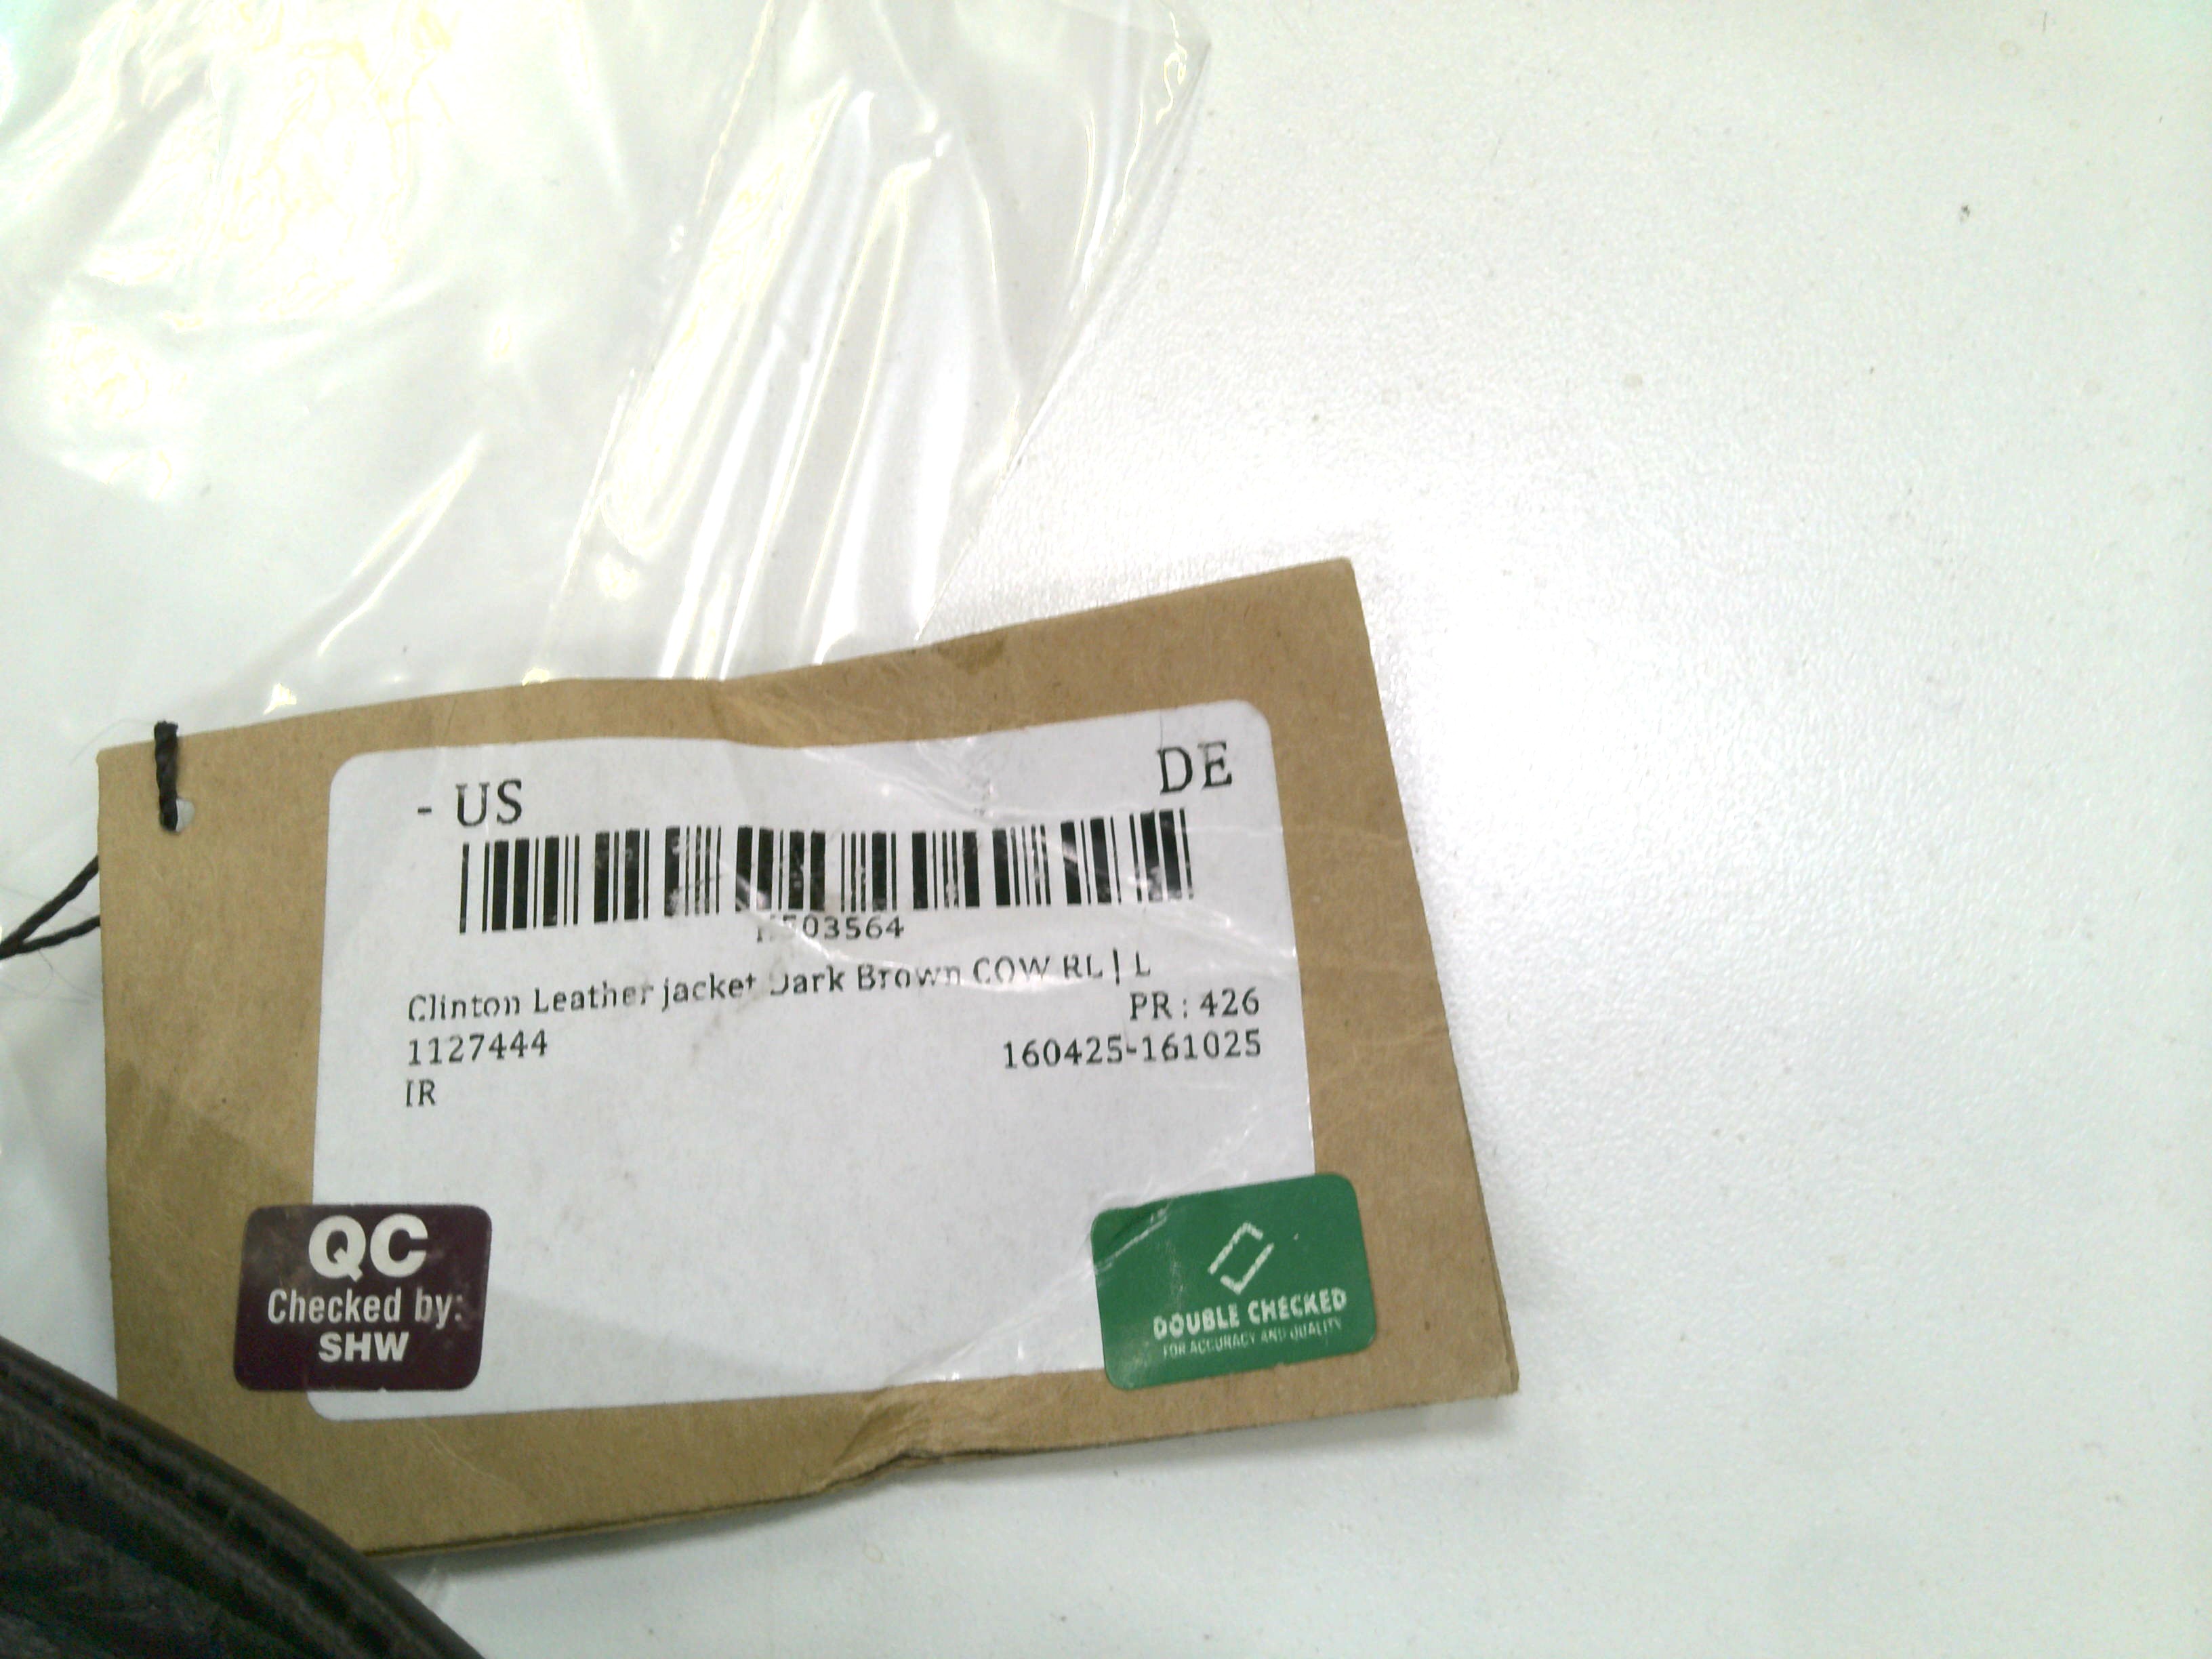 - US DE
Clinton Leather jacket Dark Brown COW RL | L
PR : 426
1127444 160425-161025
IR
QC
Checked by:
SHW
DOUBLE CHECKED
FOR ACCURACY AND QUALITY